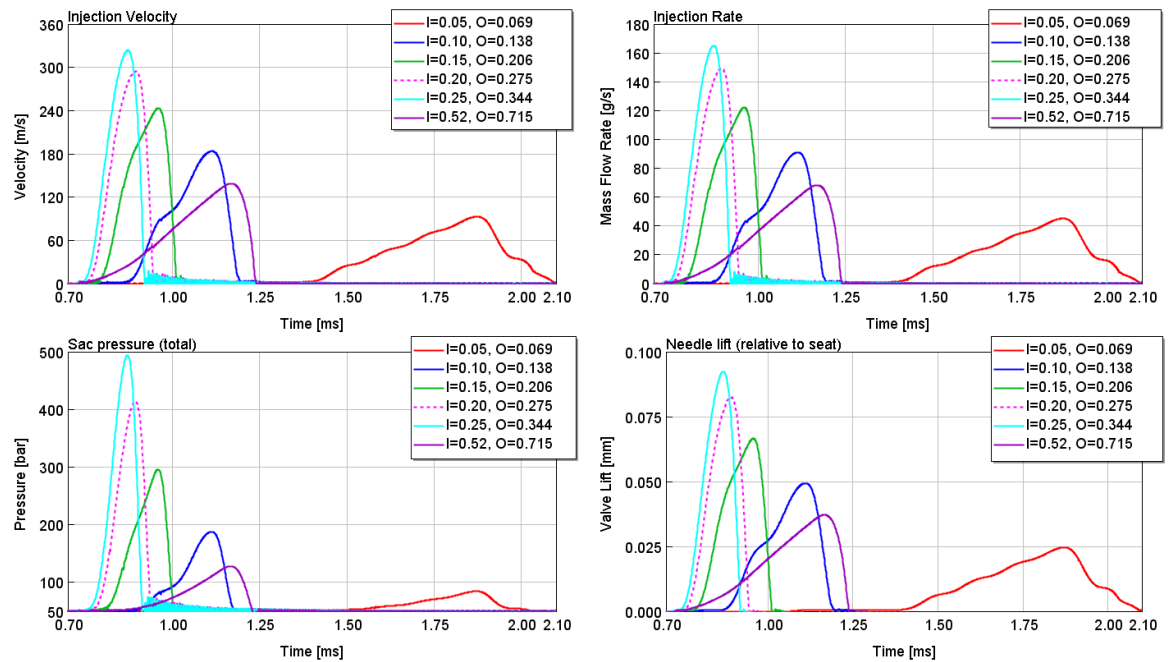 Injection Velocity
360
300
240
180
120
60
0
Velocity [m/s]
0.70 1.00 1.25 1.50 1.75 2.00 2.10
Time [ms]
I=0.05, O=0.069
I=0.10, O=0.138
I=0.15, O=0.206
I=0.20, O=0.275
I=0.25, O=0.344
I=0.52, O=0.715
Injection Rate
180
160
140
120
100
80
60
40
20
0
Mass Flow Rate [g/s]
0.70 1.00 1.25 1.50 1.75 2.00 2.10
Time [ms]
I=0.05, O=0.069
I=0.10, O=0.138
I=0.15, O=0.206
I=0.20, O=0.275
I=0.25, O=0.344
I=0.52, O=0.715
Sac pressure (total)
500
400
300
200
100
50
Pressure [bar]
0.70 1.00 1.25 1.50 1.75 2.00 2.10
Time [ms]
I=0.05, O=0.069
I=0.10, O=0.138
I=0.15, O=0.206
I=0.20, O=0.275
I=0.25, O=0.344
I=0.52, O=0.715
Needle lift (relative to seat)
0.100
0.075
0.050
0.025
0.000
Valve Lift [mm]
0.70 1.00 1.25 1.50 1.75 2.00 2.10
Time [ms]
I=0.05, O=0.069
I=0.10, O=0.138
I=0.15, O=0.206
I=0.20, O=0.275
I=0.25, O=0.344
I=0.52, O=0.715